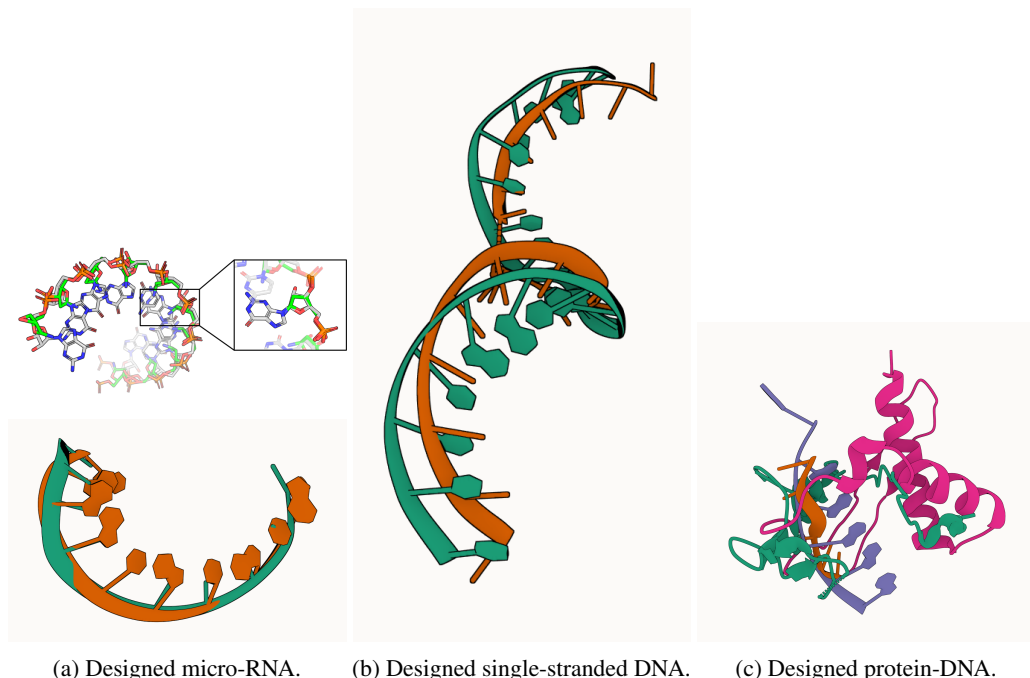 (a) Designed micro-RNA.
(b) Designed single-stranded DNA.
(c) Designed protein-DNA.